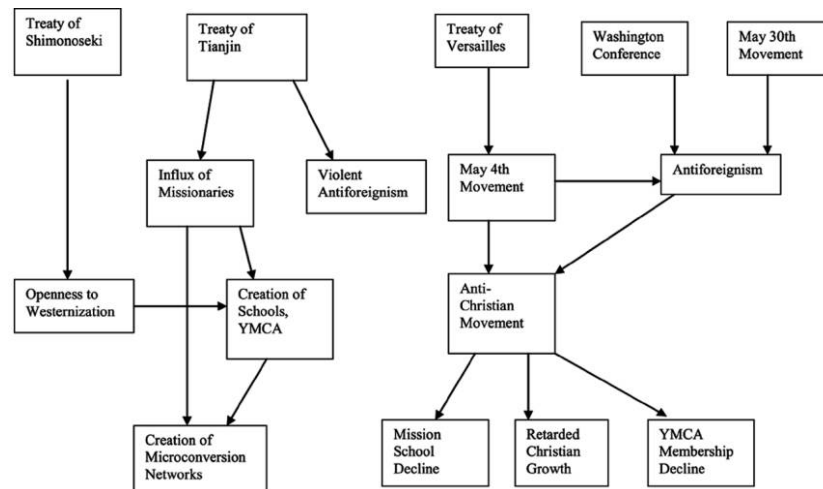 Treaty of
Shimonoseki
Treaty of
Tianjin
Treaty of
Versailles
Washington
Conference
May 30th
Movement
Influx of
Missionaries
Violent
Antiforeignism
May 4th
Movement
Antiforeignism
Openness to
Westernization
Creation of
Schools,
YMCA
Anti-
Christian
Movement
Creation of
Microconversion
Networks
Mission
School
Decline
Retarded
Christian
Growth
YMCA
Membership
Decline